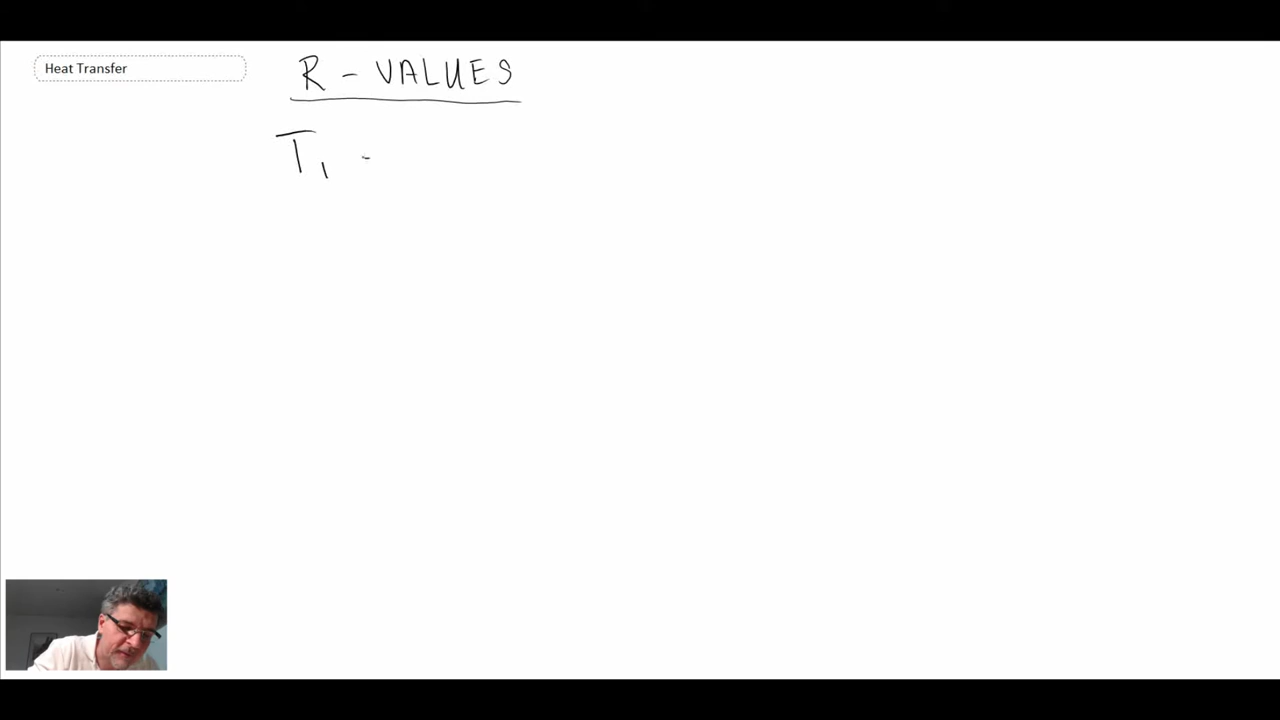 Heat Transfer
R - VALUES
T₁ -